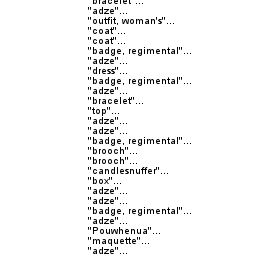 "bracelet"...
"adze"...
"outfit, woman's"...
"coat"...
"coat"...
"badge, regimental"...
"adze"...
"dress"...
"badge, regimental"...
"adze"...
"bracelet"...
"top"...
"adze"...
"adze"...
"badge, regimental"...
"brooch"...
"brooch"...
"candlesnuffer"...
"box"...
"adze"...
"adze"...
"badge, regimental"...
"adze"...
"Pouwhenua"...
"maquette"...
"adze"...